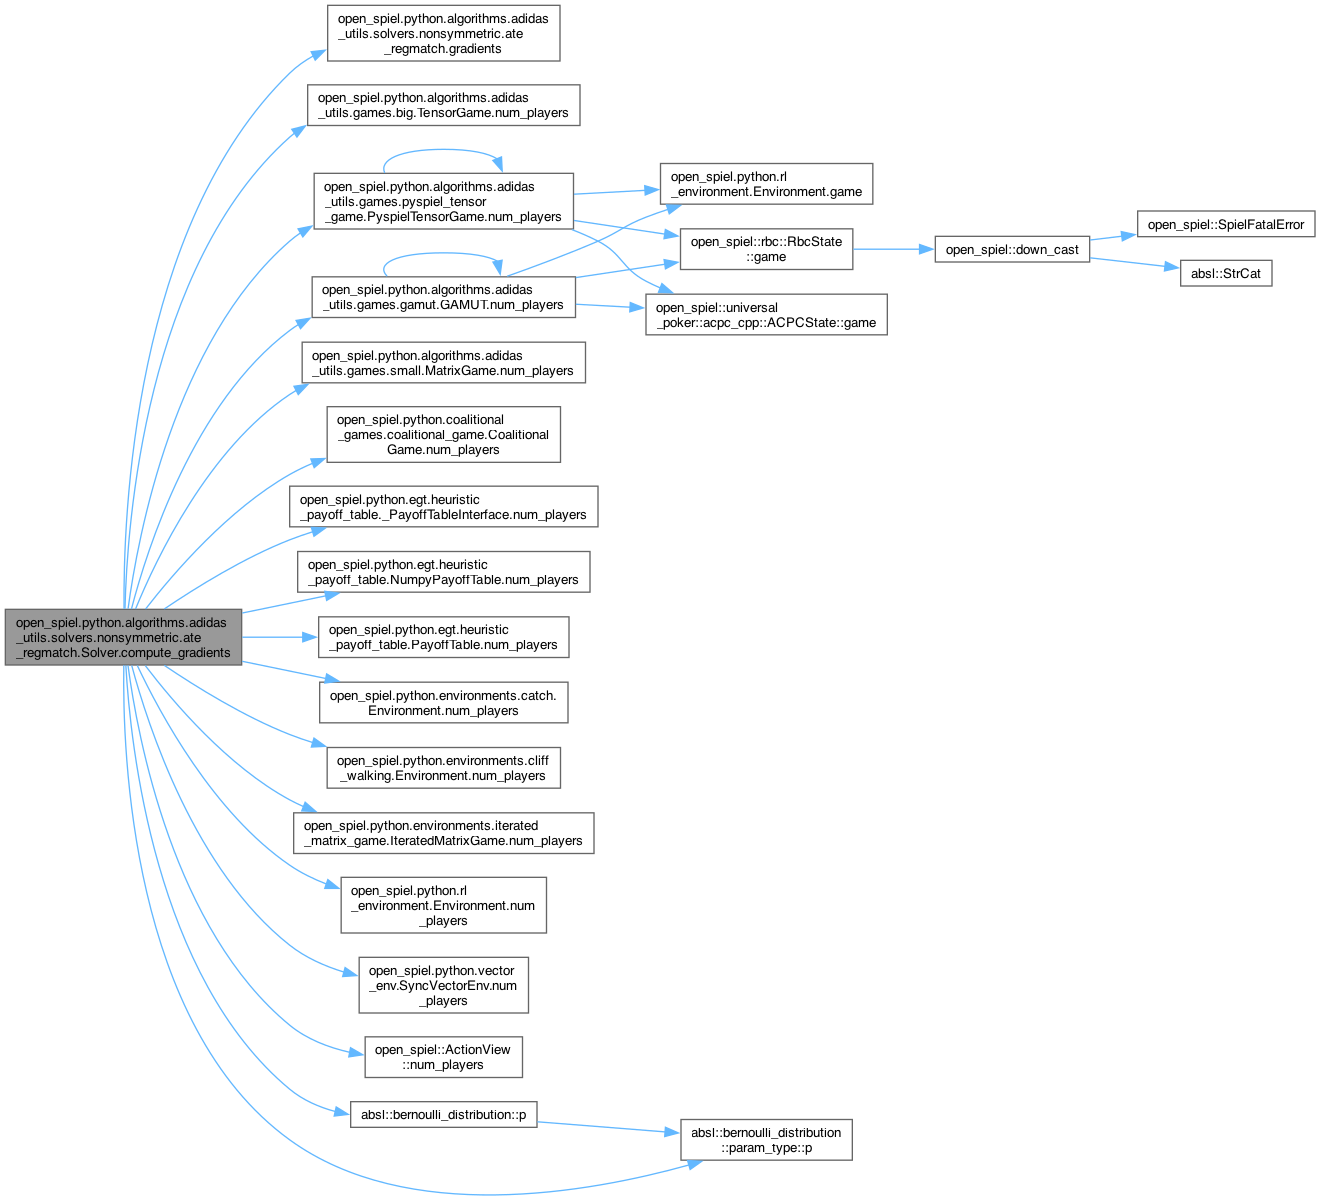 open_spiel.python.algorithms.adidas
_utils.solvers.nonsymmetric.ate
_regmatch.Solver.compute_gradients
open_spiel.python.algorithms.adidas
_utils.solvers.nonsymmetric.ate
_regmatch.gradients
open_spiel.python.algorithms.adidas
_utils.games.big.TensorGame.num_players
open_spiel.python.algorithms.adidas
_utils.games.pyspiel_tensor
_game.PyspielTensorGame.num_players
open_spiel.python.algorithms.adidas
_utils.games.gamut.GAMUT.num_players
open_spiel.python.algorithms.adidas
_utils.games.small.MatrixGame.num_players
open_spiel.python.coalitional
_games.coalitional_game.Coalitional
Game.num_players
open_spiel.python.egt.heuristic
_payoff_table._PayoffTableInterface.num_players
open_spiel.python.egt.heuristic
_payoff_table.NumpyPayoffTable.num_players
open_spiel.python.egt.heuristic
_payoff_table.PayoffTable.num_players
open_spiel.python.environments.catch.
Environment.num_players
open_spiel.python.environments.cliff
_walking.Environment.num_players
open_spiel.python.environments.iterated
_matrix_game.IteratedMatrixGame.num_players
open_spiel.python.rl
_environment.Environment.num
_players
open_spiel.python.vector
_env.SyncVectorEnv.num
_players
open_spiel::ActionView
::num_players
absl::bernoulli_distribution::p
open_spiel.python.rl
_environment.Environment.game
open_spiel::rbc::RbcState
::game
open_spiel::universal
_poker::acpc_cpp::ACPCState::game
absl::bernoulli_distribution
::param_type::p
open_spiel::down_cast
open_spiel::SpielFatalError
absl::StrCat